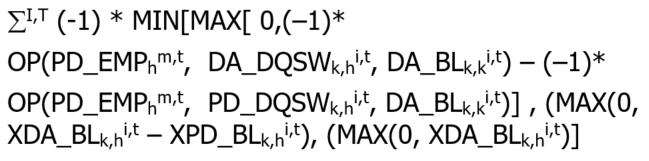 ∑^I,T (-1) * MIN[MAX[ 0,(–1)*
OP(PD_EMP_h^m,t, DA_DQSW_k,h^i,t, DA_BL_k,k^i,t) – (–1)*
OP(PD_EMP_h^m,t, PD_DQSW_k,h^i,t, DA_BL_k,k^i,t)] , (MAX(0,
XDA_BL_k,h^i,t – XPD_BL_k,h^i,t), (MAX(0, XDA_BL_k,h^i,t)]